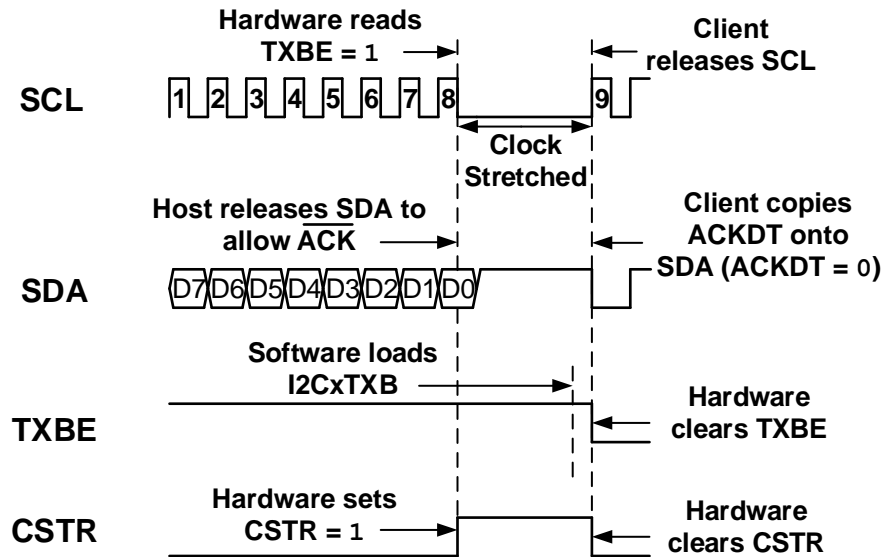 Hardware reads
TXBE = 1
Client
releases SCL
SCL
1 2 3 4 5 6 7 8 9
Clock
Stretched
Host releases SDA to
allow ACK
Client copies
ACKDT onto
SDA (ACKDT = 0)
SDA
D7 D6 D5 D4 D3 D2 D1 D0
Software loads
I2CxTXB
TXBE
Hardware
clears TXBE
Hardware sets
CSTR = 1
CSTR
Hardware
clears CSTR